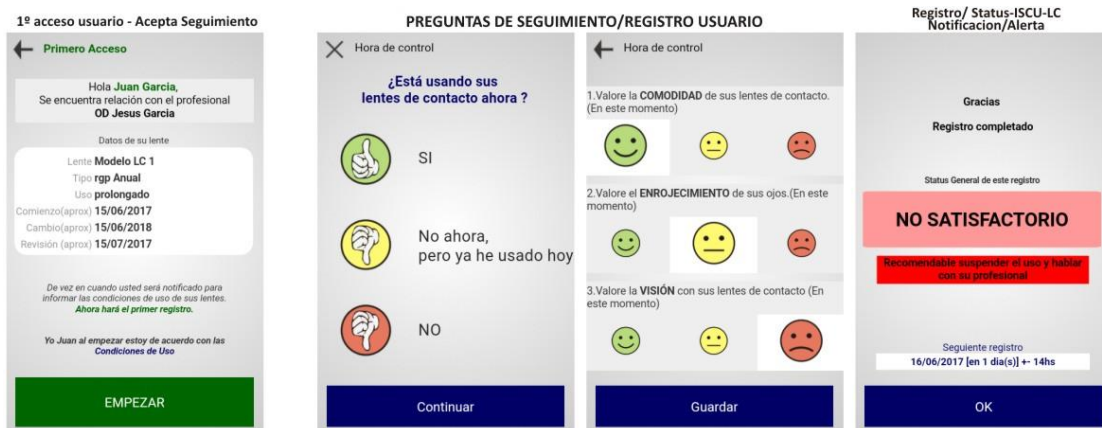 1º acceso usuario - Acepta Seguimiento
Primero Acceso
Hola Juan Garcia,
Se encuentra relación con el profesional
OD Jesus Garcia
Datos de su lente
Lente Modelo LC 1
Tipo rgp Anual
Uso prolongado
Comienzo(aprox) 15/06/2017
Cambio(aprox) 15/06/2018
Revisión (aprox) 15/07/2017
De vez en cuando usted será notificado para
informar las condiciones de uso de sus lentes.
Ahora hará el primer registro.
Yo Juan al empezar estoy de acuerdo con las
Condiciones de Uso
EMPEZAR
PREGUNTAS DE SEGUIMIENTO/REGISTRO USUARIO
Hora de control
¿Está usando sus
lentes de contacto ahora ?
SI
No ahora,
pero ya he usado hoy
NO
Continuar
Hora de control
1.Valore la COMODIDAD de sus lentes de contacto.
(En este momento)
2.Valore el ENROJECIMIENTO de sus ojos.(En este
momento)
3.Valore la VISIÓN con sus lentes de contacto (En
este momento)
Guardar
Registro/ Status-ISCU-LC
Notificacion/Alerta
Gracias
Registro completado
Status General de este registro
NO SATISFACTORIO
Recomendable suspender el uso y hablar
con su profesional
Seguiente registro
16/06/2017 [en 1 dia(s)] +- 14hs
OK